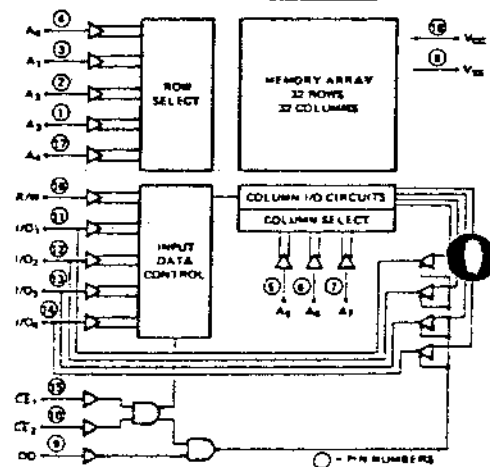 ④ A₀
③ A₁
② A₂
① A₃
⑰ A₄
ROW
SELECT
MEMORY ARRAY
32 ROWS
32 COLUMNS
⑱ VCC
⑧ VSS
⑯ R/W
⑪ I/O₁
⑫ I/O₂
⑬ I/O₃
⑭ I/O₄
INPUT
DATA
CONTROL
COLUMN I/O CIRCUITS
COLUMN SELECT
⑤ ⑥ ⑦
A₅ A₆ A₇
⑮ CE₁
⑩ CE₂
⑨ OD
= PIN NUMBERS